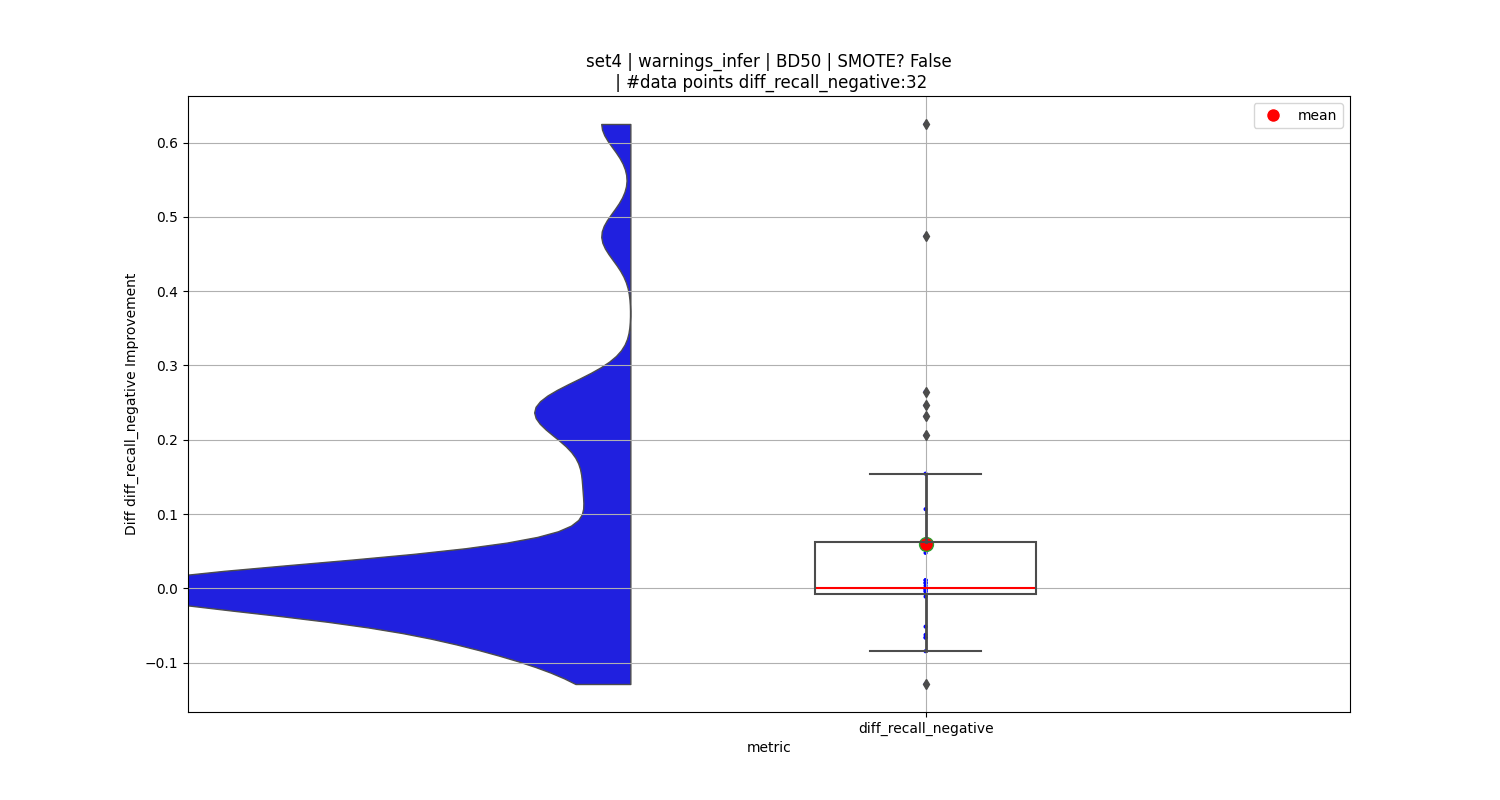 set4 | warnings_infer | BD50 | SMOTE? False
| #data points diff_recall_negative:32
mean
0.6
0.5
0.4
0.3
0.2
0.1
0.0
−0.1
Diff diff_recall_negative Improvement
diff_recall_negative
metric